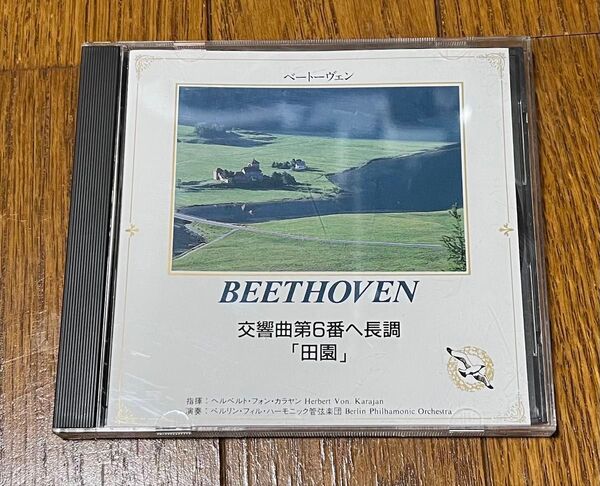 ベートーヴェン
BEETHOVEN
交響曲第6番ヘ長調
「田園」
指揮：ヘルベルト・フォン・カラヤン Herbert Von. Karajan
演奏：ベルリン・フィル・ハーモニック管弦楽団 Berlin Philhamonic Orchestra